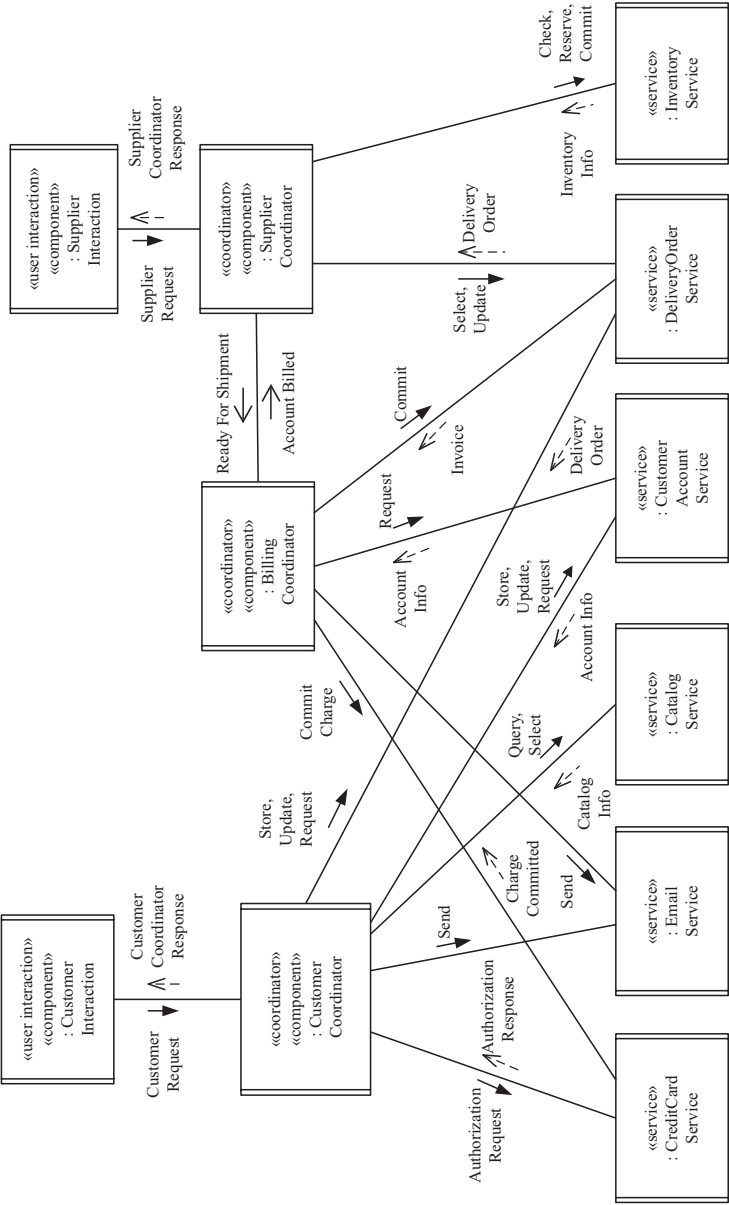 «user interaction»
«component»
: Customer
Interaction
Customer
Request
Customer
Coordinator
Response
«coordinator»
«component»
: Customer
Coordinator
«user interaction»
«component»
: Supplier
Interaction
Supplier
Request
Supplier
Coordinator
Response
«coordinator»
«component»
: Supplier
Coordinator
«coordinator»
«component»
: Billing
Coordinator
Ready For Shipment
Account Billed
Authorization
Request
Authorization
Response
Send
Store,
Update,
Request
Commit
Charge
Charge
Committed
Send
Query,
Select
Catalog
Info
Store,
Update,
Request
Account Info
Account
Info
Request
Delivery
Order
Commit
Invoice
Select,
Update
Delivery
Order
Inventory
Info
Check,
Reserve,
Commit
«service»
: CreditCard
Service
«service»
: Email
Service
«service»
: Catalog
Service
«service»
: Customer
Account
Service
«service»
: DeliveryOrder
Service
«service»
: Inventory
Service